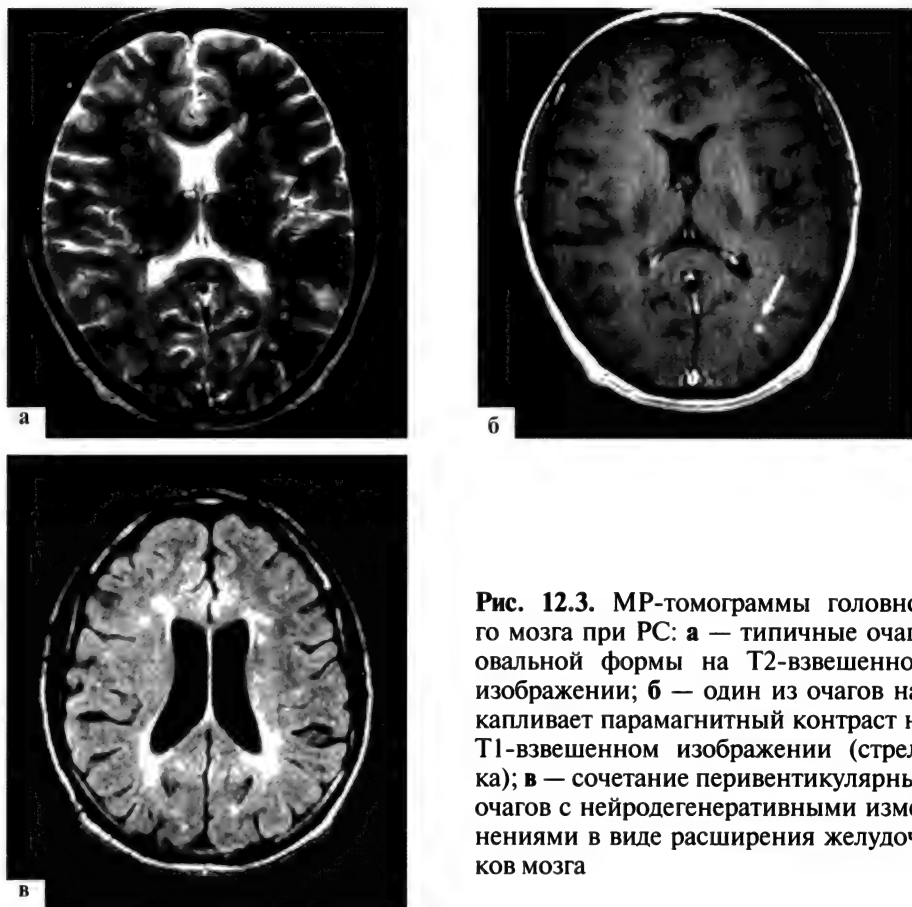 а
б
в
Рис. 12.3. МР-томограммы головно
го мозга при РС: а — типичные очаг
овальной формы на Т2-взвешенно
изображении; б — один из очагов на
капливает парамагнитный контраст н
Т1-взвешенном изображении (стрел
ка); в — сочетание перивентикулярны
очагов с нейродегенеративными изме
нениями в виде расширения желудоч
ков мозга